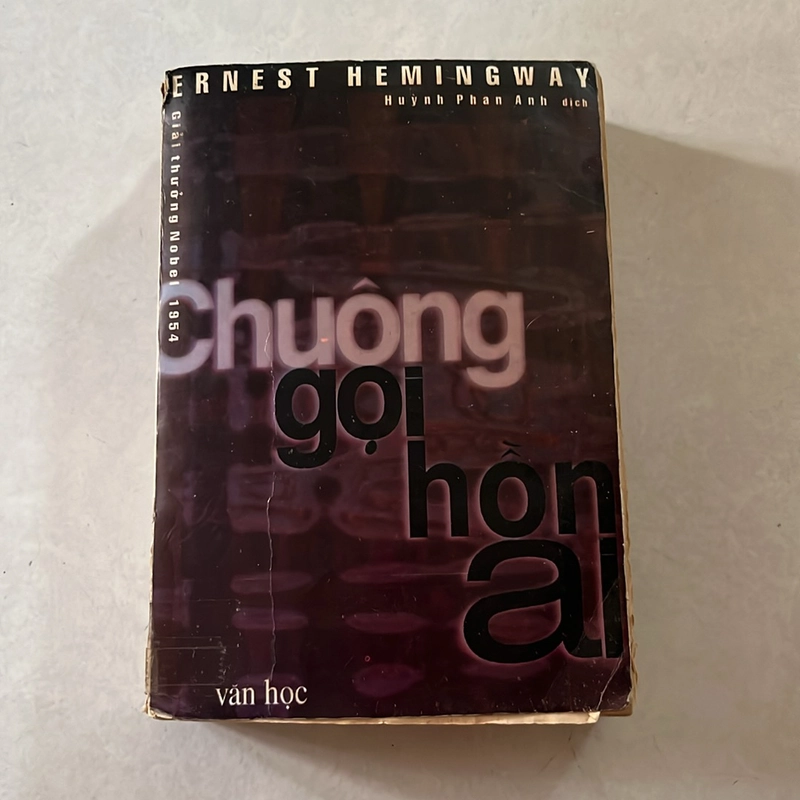 ERNEST HEMINGWAY
Huỳnh Phan Anh dịch
Giải thưởng Nobel 1954
Chuông
gọi
hồn
ai
văn học